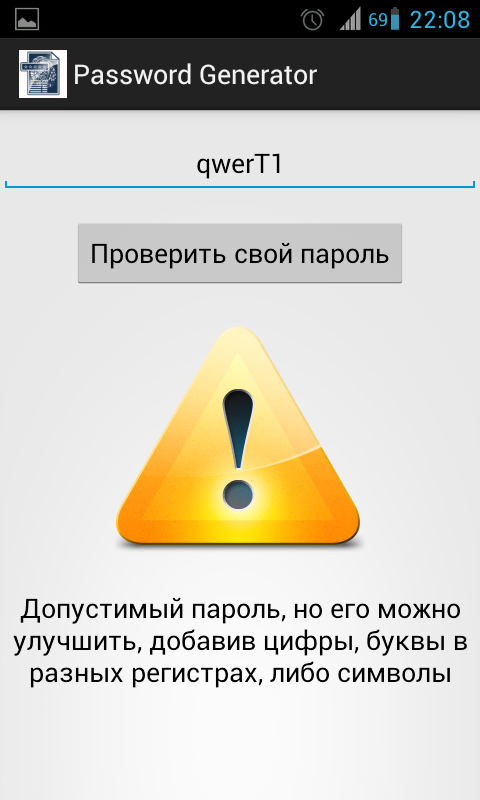 69 22:08
Password Generator
qwerT1
Проверить свой пароль
Допустимый пароль, но его можно
улучшить, добавив цифры, буквы в
разных регистрах, либо символы